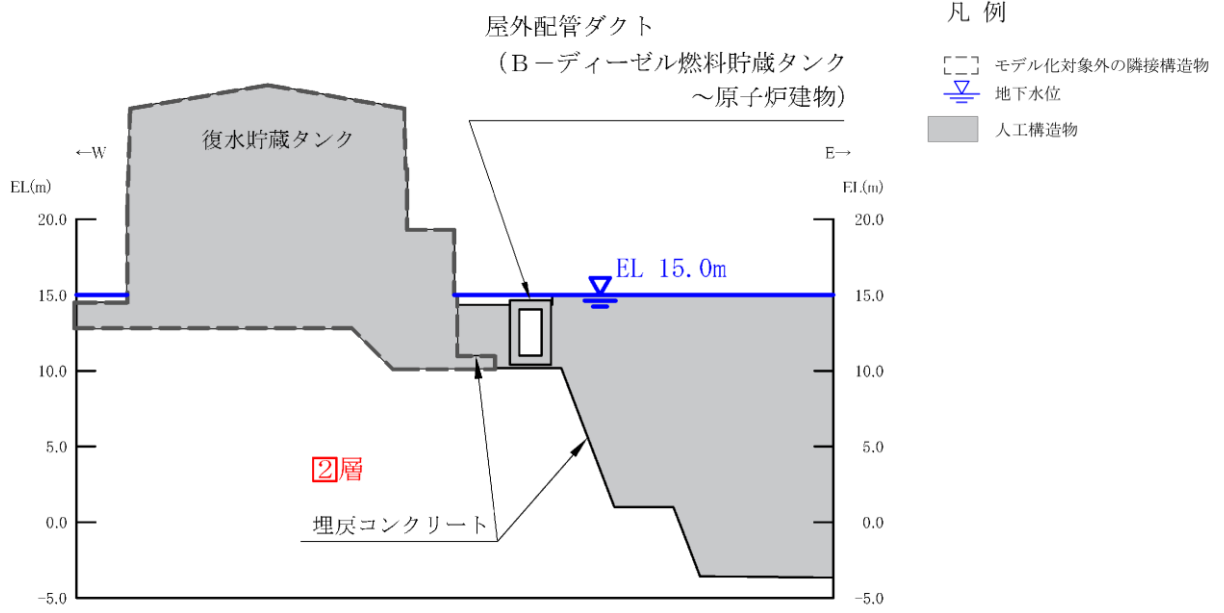 屋外配管ダクト
（B－ディーゼル燃料貯蔵タンク
～原子炉建物）
凡 例
モデル化対象外の隣接構造物
地下水位
人工構造物
復水貯蔵タンク
←W
E→
EL(m)
EL(m)
20.0
20.0
EL 15.0m
15.0
15.0
10.0
10.0
5.0
5.0
②層
埋戻コンクリート
0.0
0.0
-5.0
-5.0